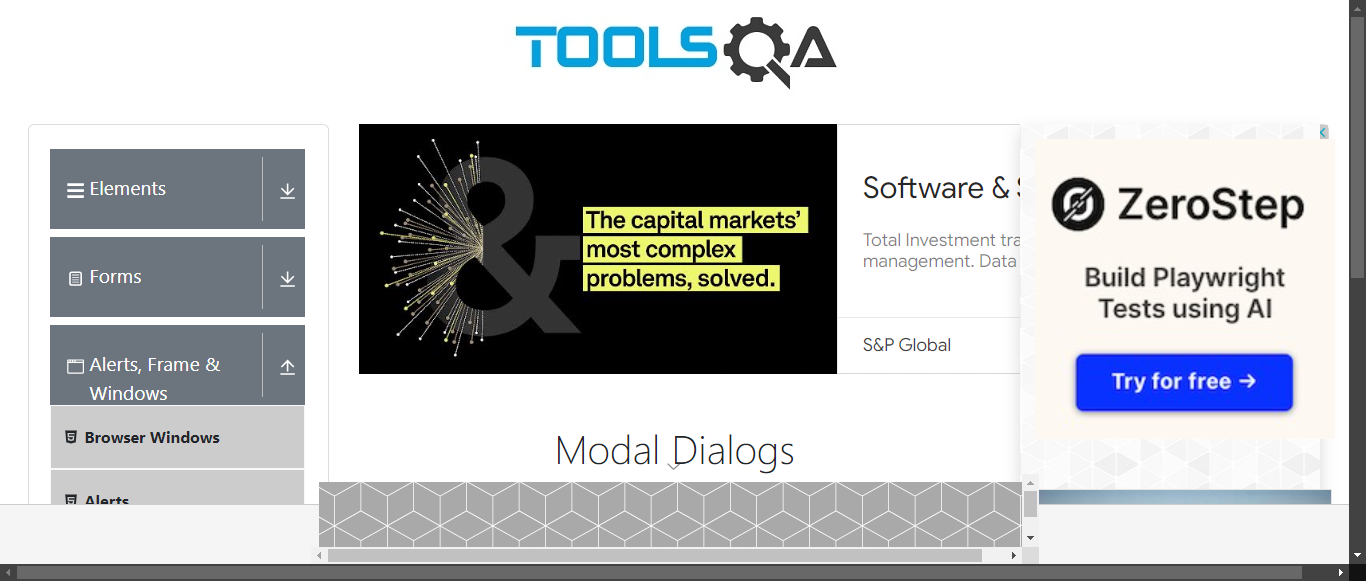 TOOLSQA
Elements
Forms
Alerts, Frame &
Windows
Browser Windows
Alerts
The capital markets'
most complex
problems, solved.
Software &
Total Investment
management. Data
S&P Global
ZeroStep
Build Playwright
Tests using AI
Try for free →
Modal Dialogs